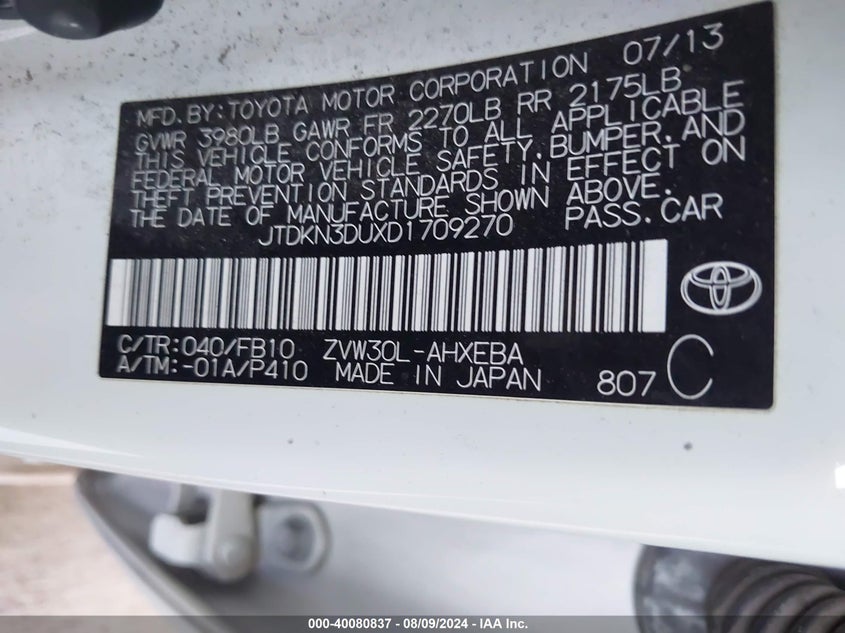 MFD. BY: TOYOTA MOTOR CORPORATION 07/13
GVWR 3980LB GAWR FR 2270LB RR 2175LB
THIS VEHICLE CONFORMS TO ALL APPLICABLE
FEDERAL MOTOR VEHICLE SAFETY, BUMPER, AND
THEFT PREVENTION STANDARDS IN EFFECT ON
THE DATE OF MANUFACTURE SHOWN ABOVE.
JTDKN3DUXD1709270 PASS. CAR
C/TR: 040/FB10 ZVW30L-AHXEBA
A/TM: -01A/P410 MADE IN JAPAN 807 C
000-40080837 - 08/09/2024 - IAA Inc.